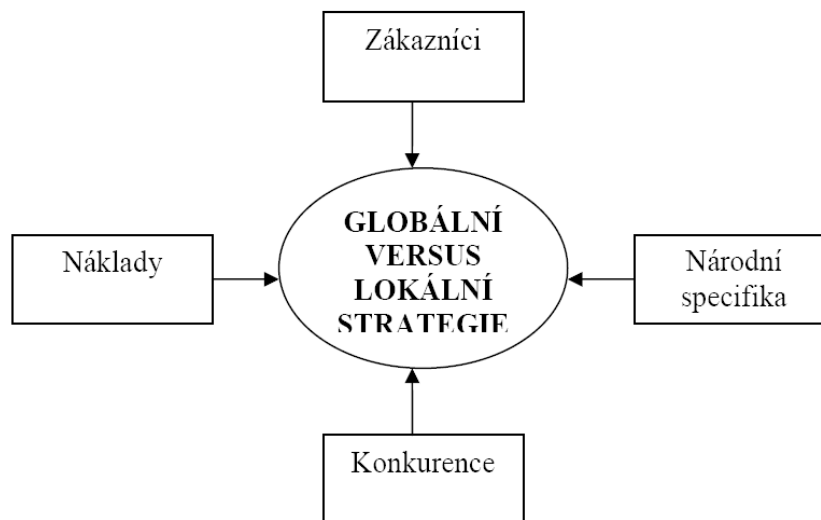 Zákazníci
GLOBÁLNÍ
VERSUS
LOKÁLNÍ
STRATEGIE
Náklady
Národní
specifika
Konkurence